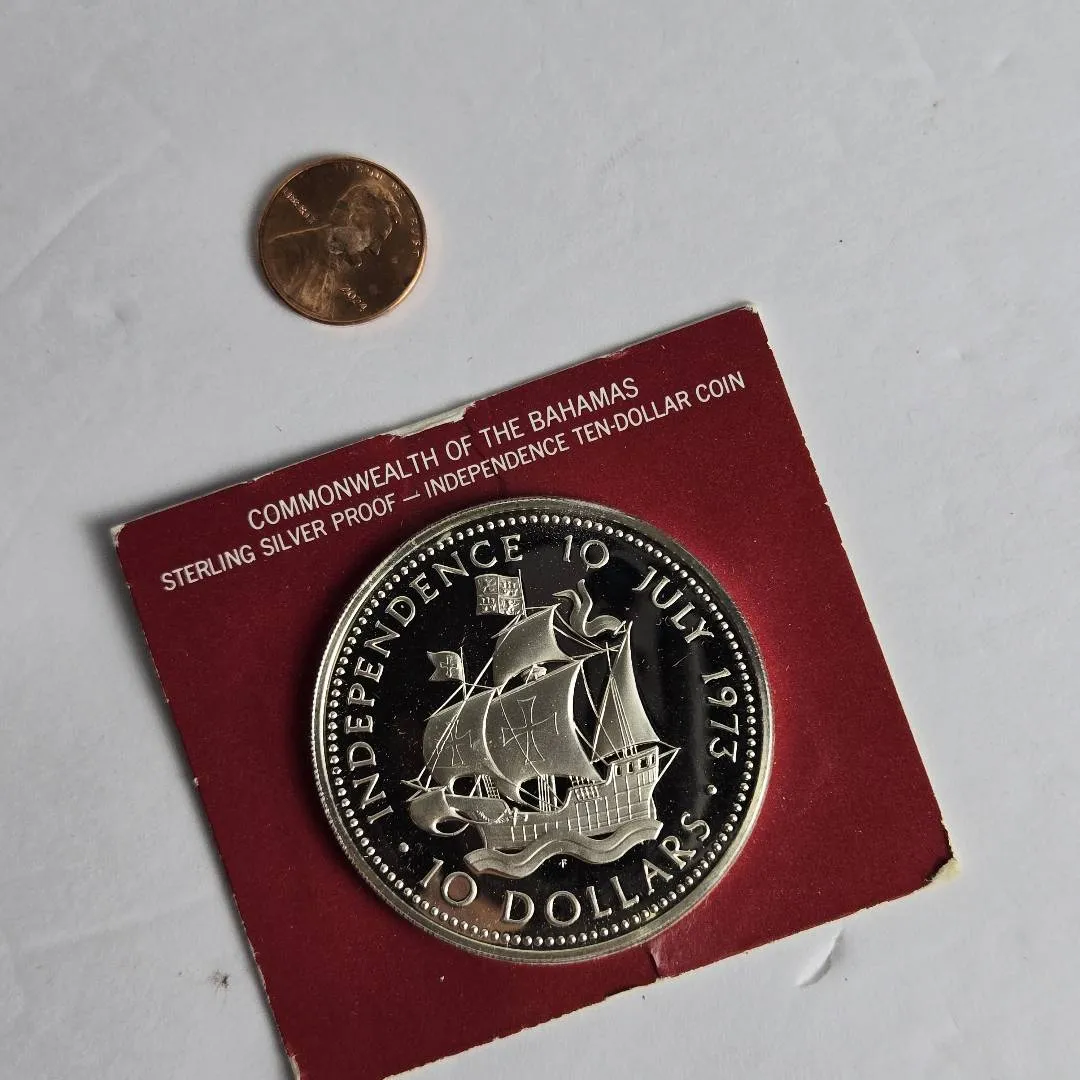 IN GOD WE TRUST
LIBERTY
2024
COMMONWEALTH OF THE BAHAMAS
STERLING SILVER PROOF — INDEPENDENCE TEN-DOLLAR COIN
INDEPENDENCE 10 JULY 1973
· 10 DOLLARS ·
F